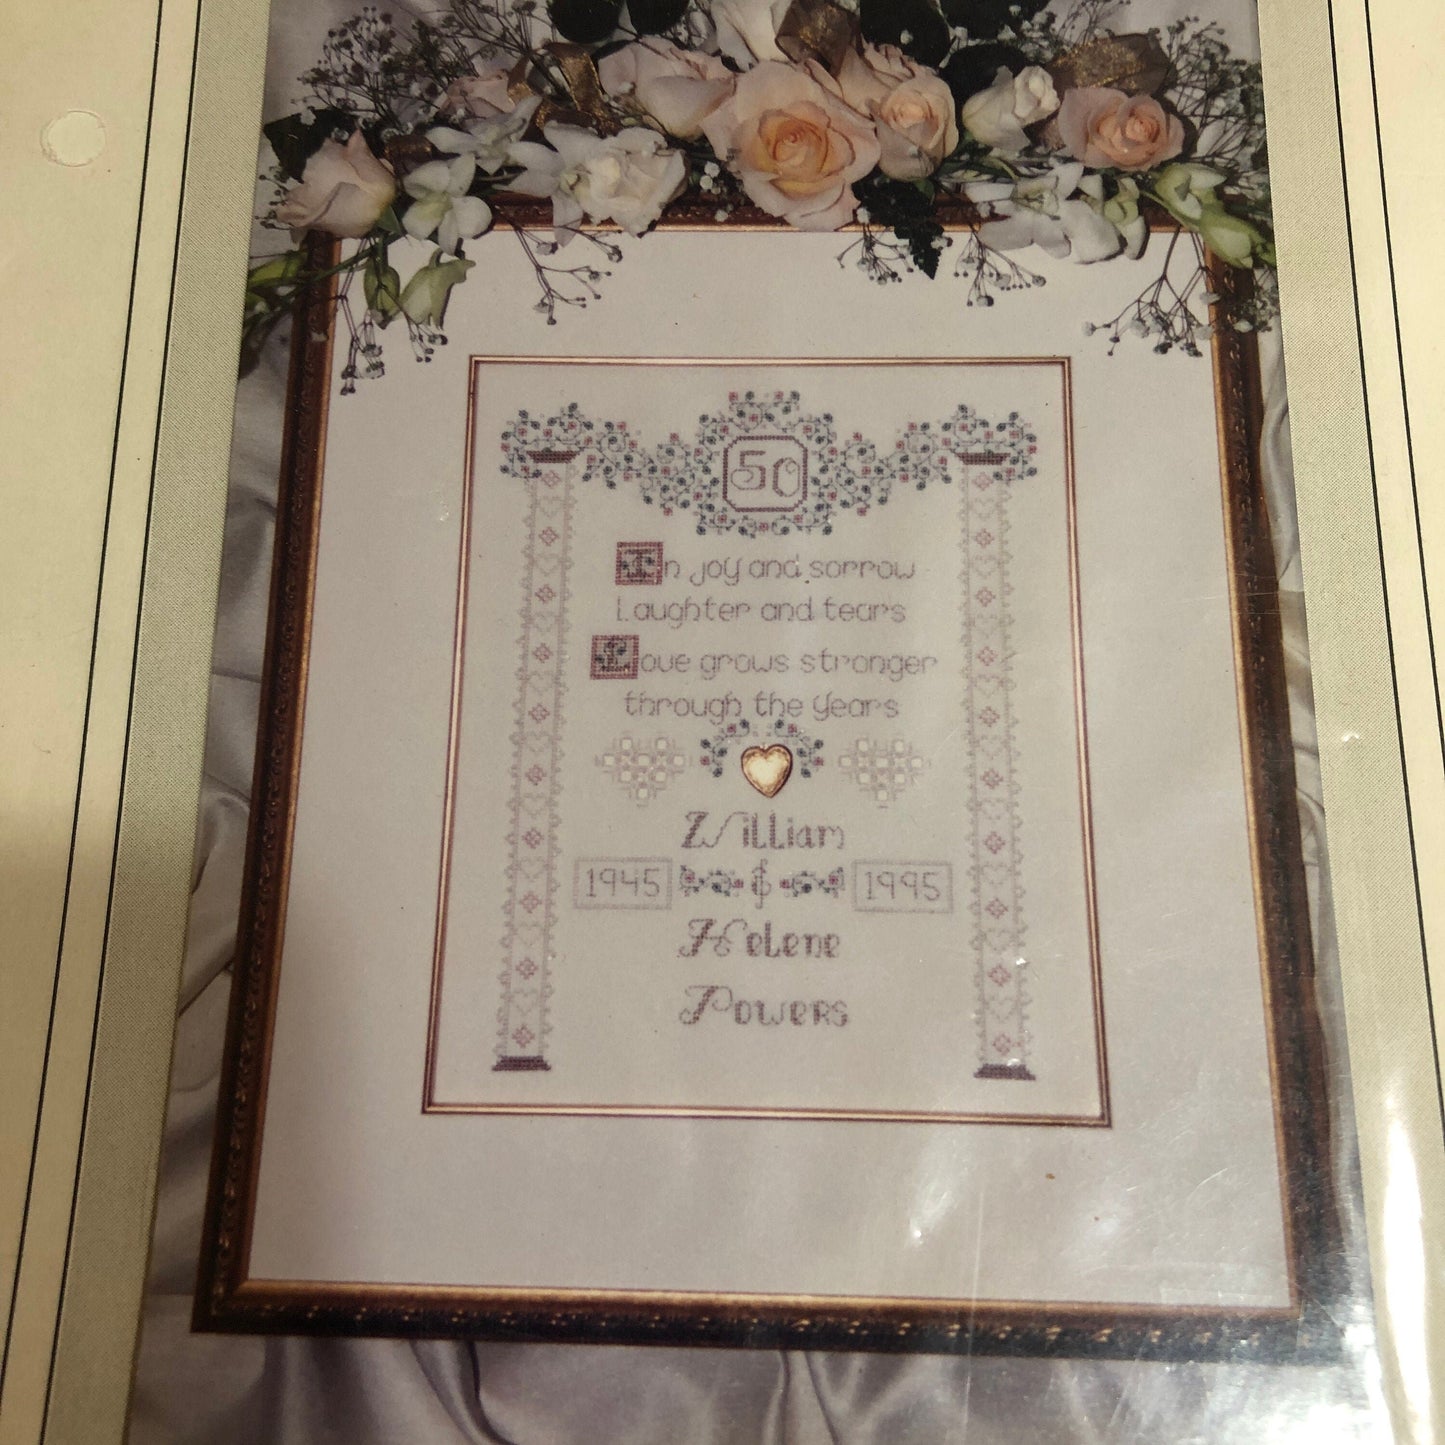 50
In joy and sorrow
Laughter and tears
Love grows stronger
through the years
William
1945 & 1995
Helene
Powers